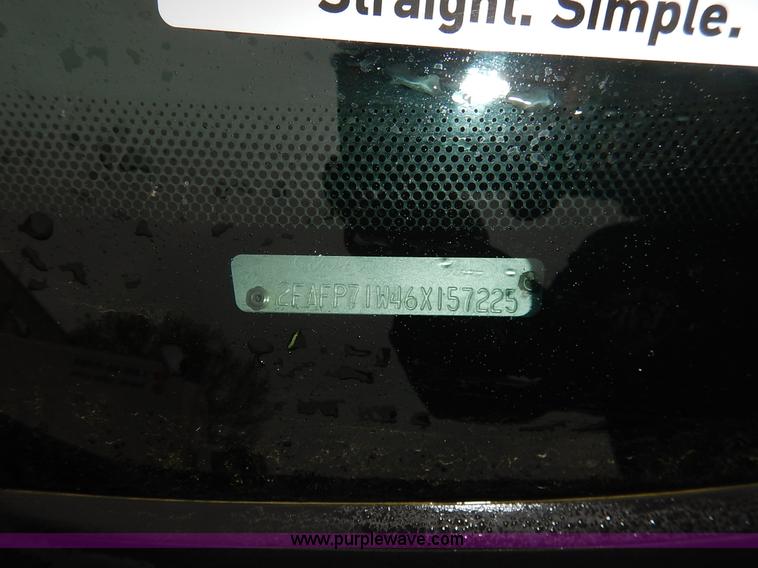 Straight. Simple.
2FAFP71W46X157225
www.purplewave.com